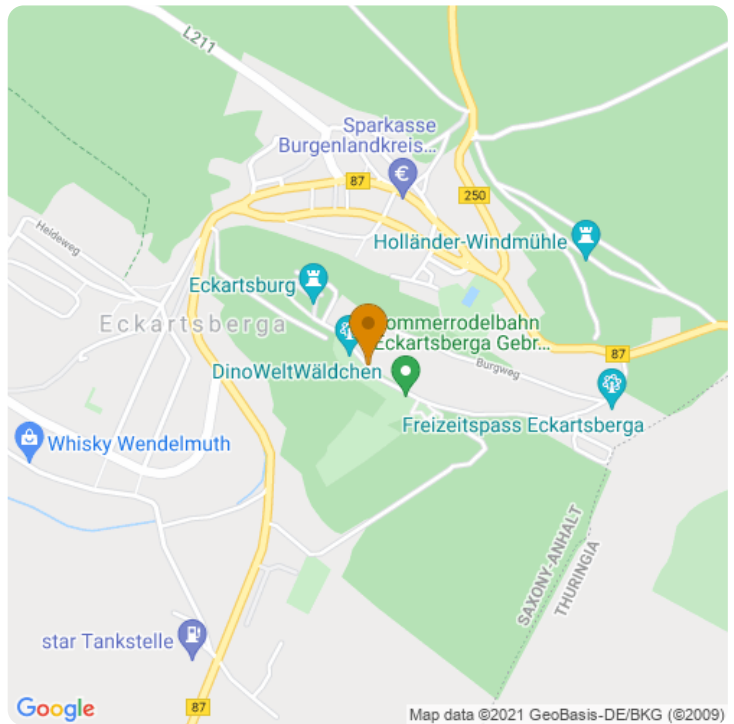 L211
Sparkasse
Burgenlandkreis...
87
250
Heideweg
Holländer-Windmühle
Eckartsburg
Eckartsberga
ommerrodelbahn
Eckartsberga Gebr...
87
DinoWeltWäldchen
Burgweg
Freizeitspass Eckartsberga
Whisky Wendelmuth
SAXONY-ANHALT
THURINGIA
star Tankstelle
87
Google
Map data ©2021 GeoBasis-DE/BKG (©2009)